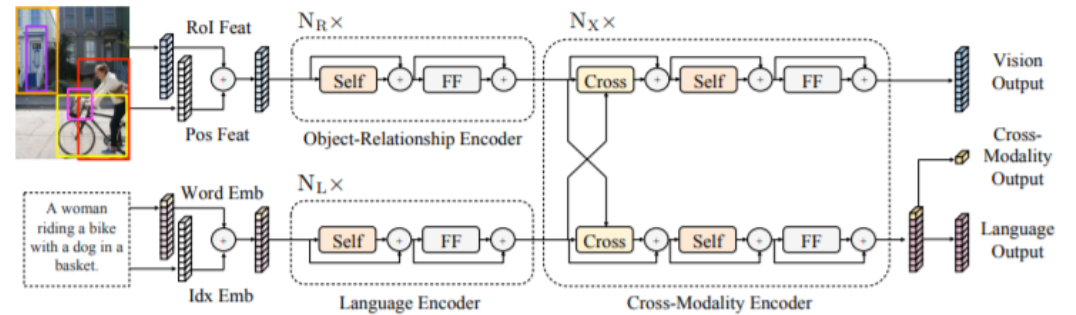 RoI Feat
Pos Feat
N_R×
Self
+
FF
+
Object-Relationship Encoder
N_X×
Cross
+
Self
+
FF
+
Vision
Output
Cross-
Modality
Output
A woman
riding a bike
with a dog in a
basket.
Word Emb
+
Idx Emb
N_L×
Self
+
FF
+
Language Encoder
Cross
+
Self
+
FF
+
Cross-Modality Encoder
Language
Output